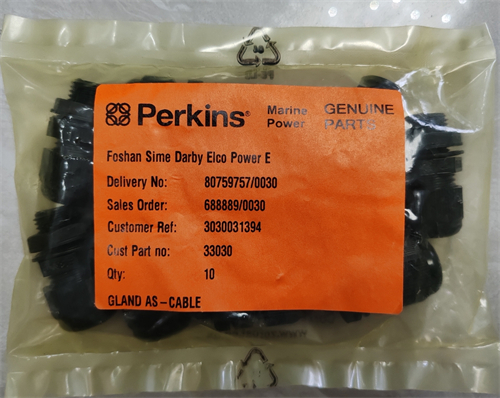 Perkins® Marine Power GENUINE PARTS
Foshan Sime Darby Elco Power E
Delivery No: 80759757/0030
Sales Order: 688889/0030
Customer Ref: 3030031394
Cust Part no: 33030
Qty: 10
GLAND AS-CABLE